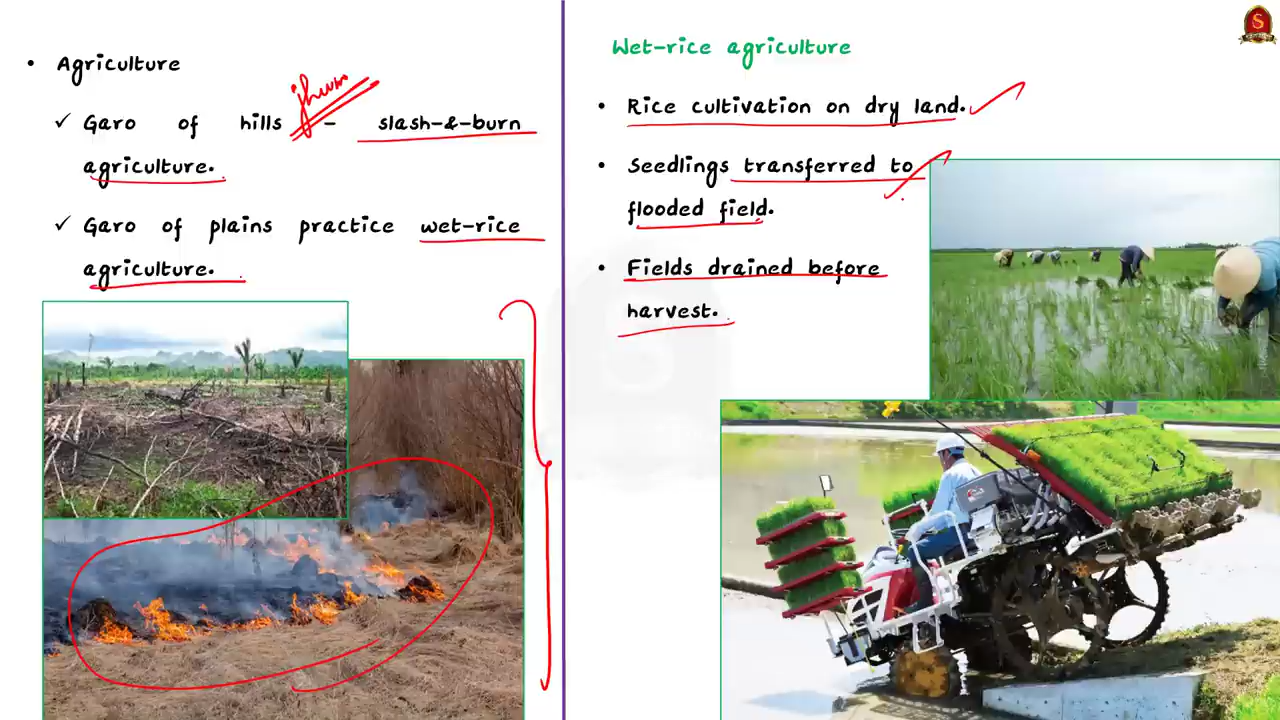 • Agriculture
jhum
✓ Garo of hills – slash-&-burn
agriculture.
✓ Garo of plains practice wet-rice
agriculture.
Wet-rice agriculture
• Rice cultivation on dry land.
• Seedlings transferred to
flooded field.
• Fields drained before
harvest.
S